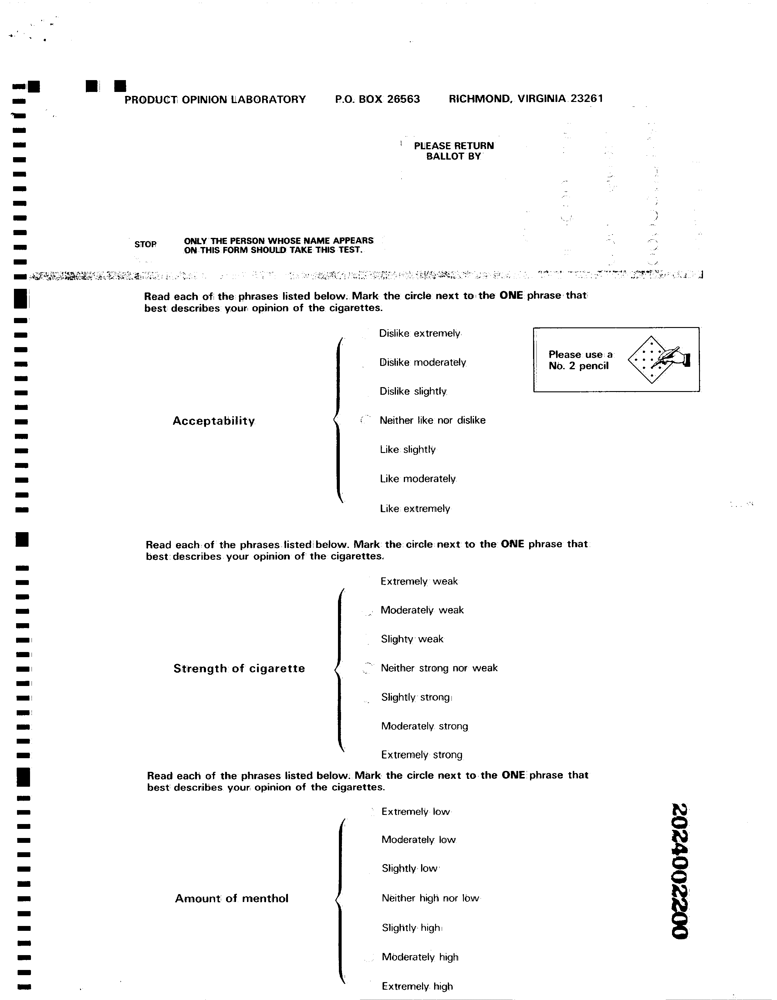 PRODUCT OPINION LABORATORY P.O. BOX 26563 RICHMOND, VIRGINIA 23261
PLEASE RETURN
BALLOT BY
STOP ONLY THE PERSON WHOSE NAME APPEARS
ON THIS FORM SHOULD TAKE THIS TEST.
Read each of the phrases listed below. Mark the circle next to the ONE phrase that
best describes your opinion of the cigarettes.
Please use a
No. 2 pencil
Acceptability
Dislike extremely
Dislike moderately
Dislike slightly
Neither like nor dislike
Like slightly
Like moderately
Like extremely
Read each of the phrases listed below. Mark the circle next to the ONE phrase that
best describes your opinion of the cigarettes.
Strength of cigarette
Extremely weak
Moderately weak
Slighty weak
Neither strong nor weak
Slightly strong
Moderately strong
Extremely strong
Read each of the phrases listed below. Mark the circle next to the ONE phrase that
best describes your opinion of the cigarettes.
Amount of menthol
Extremely low
Moderately low
Slightly low
Neither high nor low
Slightly high
Moderately high
Extremely high
2024002200